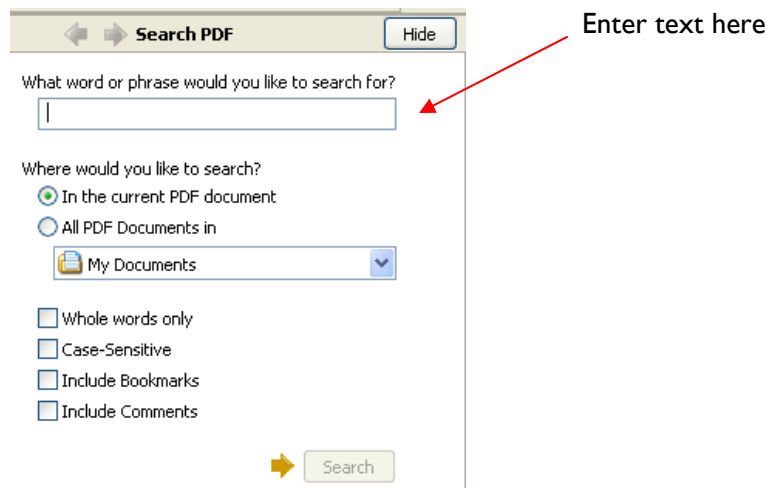 Search PDF
Hide
Enter text here
What word or phrase would you like to search for?
Where would you like to search?
In the current PDF document
All PDF Documents in
My Documents
Whole words only
Case-Sensitive
Include Bookmarks
Include Comments
Search